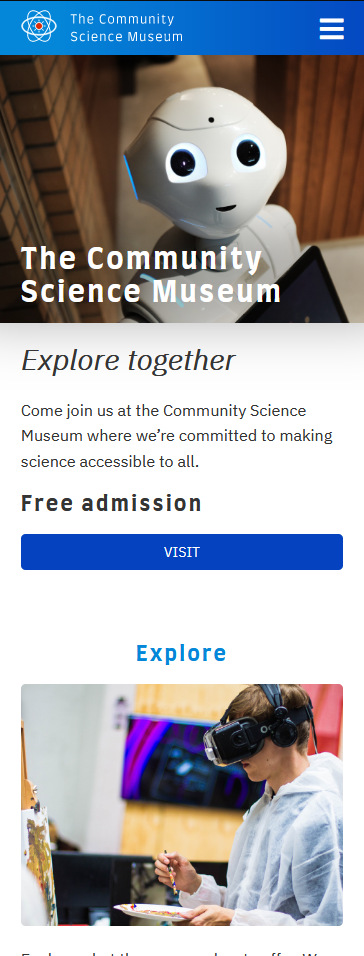 The Community
Science Museum
The Community
Science Museum
Explore together
Come join us at the Community Science
Museum where we’re committed to making
science accessible to all.
Free admission
VISIT
Explore